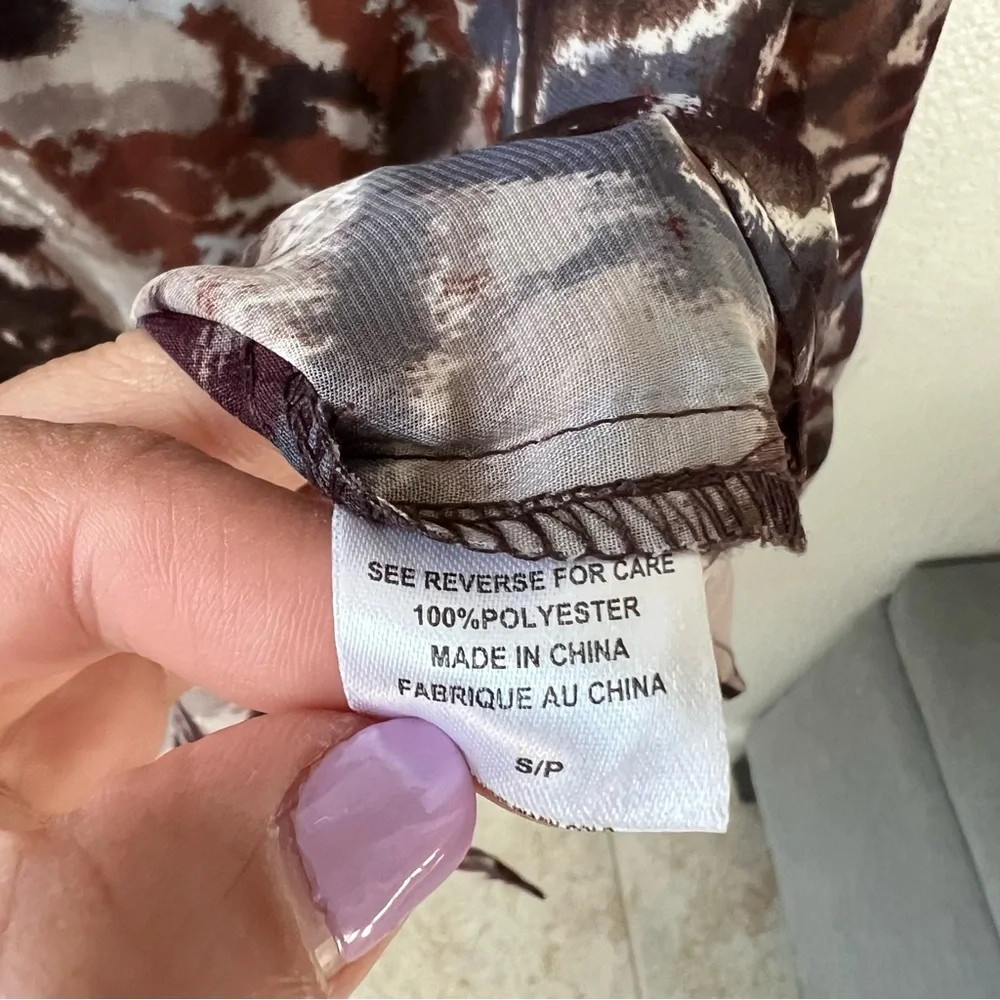 SEE REVERSE FOR CARE
100%POLYESTER
MADE IN CHINA
FABRIQUE AU CHINA
S/P